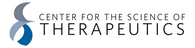 CENTER FOR THE SCIENCE OF
THERAPEUTICS